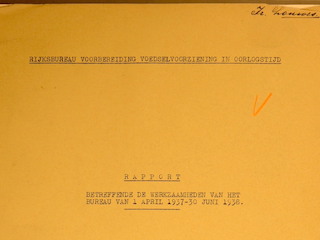 RIJKSBUREAU VOORBEREIDING VOEDSELVOORZIENING IN OORLOGSTIJD
RAPPORT
BETREFFENDE DE WERKZAAMHEDEN VAN HET
BUREAU VAN 1 APRIL 1937-30 JUNI 1938.